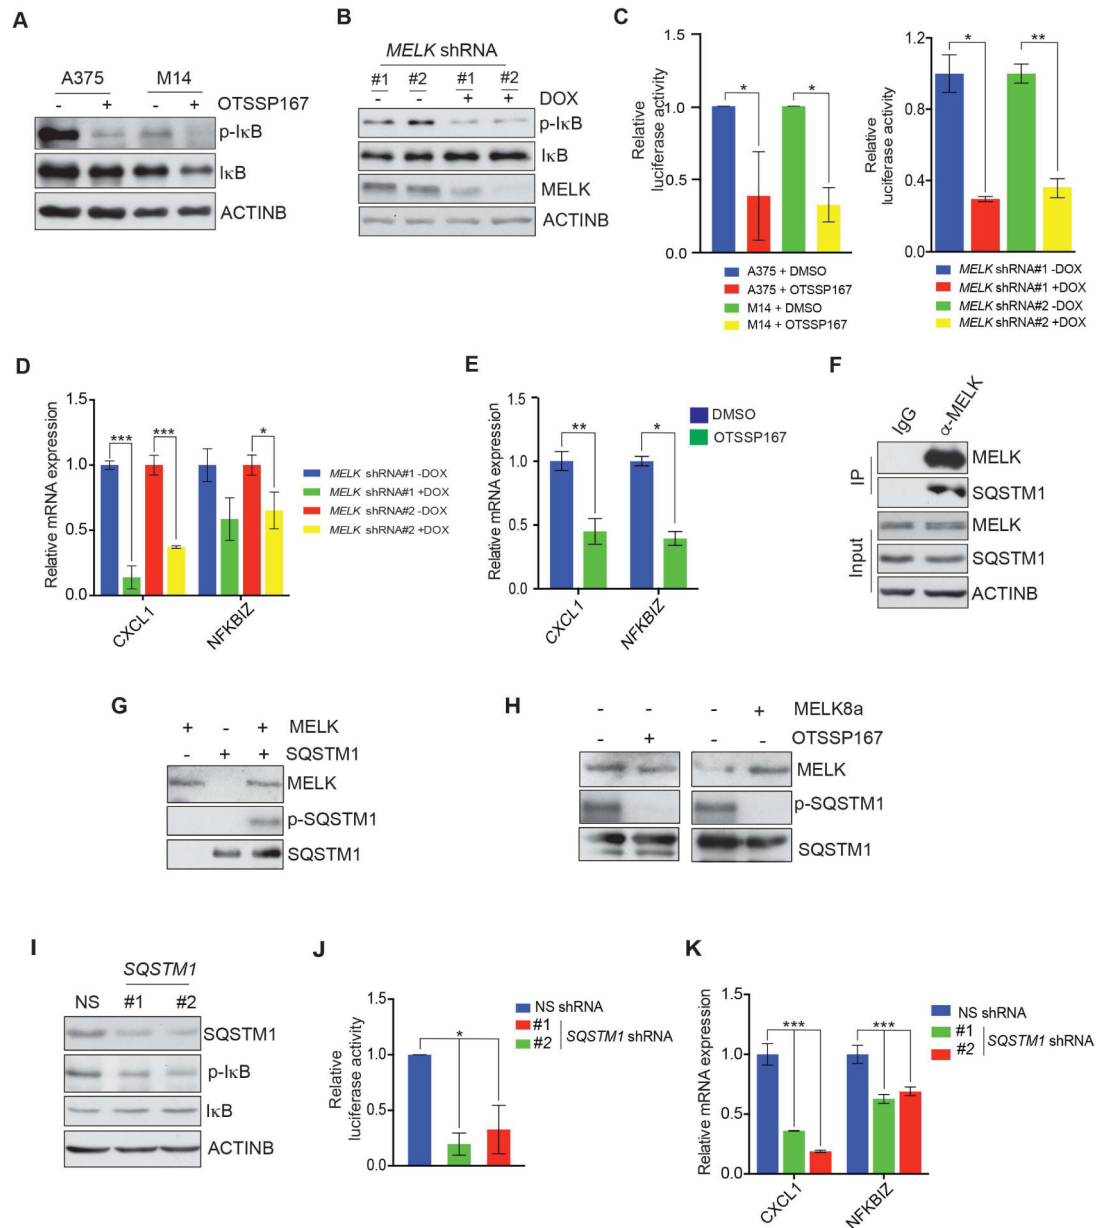 A
A375 M14
- + - + OTSSP167
p-IκB
IκB
ACTINB
B
MELK shRNA
#1 #2 #1 #2
- - + + DOX
p-IκB
IκB
MELK
ACTINB
C
Relative luciferase activity
1.5
1.0
0.5
0.0
* *
A375 + DMSO
A375 + OTSSP167
M14 + DMSO
M14 + OTSSP167
Relative luciferase activity
1.2
0.8
0.4
0.0
* **
MELK shRNA#1 -DOX
MELK shRNA#1 +DOX
MELK shRNA#2 -DOX
MELK shRNA#2 +DOX
D
Relative mRNA expression
1.5
1.0
0.5
0.0
*** *** *
CXCL1 NFKBIZ
MELK shRNA#1 -DOX
MELK shRNA#1 +DOX
MELK shRNA#2 -DOX
MELK shRNA#2 +DOX
E
Relative mRNA expression
1.5
1.0
0.5
0.0
** *
CXCL1 NFKBIZ
DMSO
OTSSP167
F
IgG α-MELK
IP
MELK
SQSTM1
Input
MELK
SQSTM1
ACTINB
G
+ - + MELK
- + + SQSTM1
MELK
p-SQSTM1
SQSTM1
H
- - - + MELK8a
- + - - OTSSP167
MELK
p-SQSTM1
SQSTM1
I
SQSTM1
NS #1 #2
SQSTM1
p-IκB
IκB
ACTINB
J
Relative luciferase activity
1.5
1.0
0.5
0.0
*
NS shRNA
#1
#2
SQSTM1 shRNA
K
Relative mRNA expression
1.5
1.0
0.5
0.0
*** ***
CXCL1 NFKBIZ
NS shRNA
#1
#2
SQSTM1 shRNA